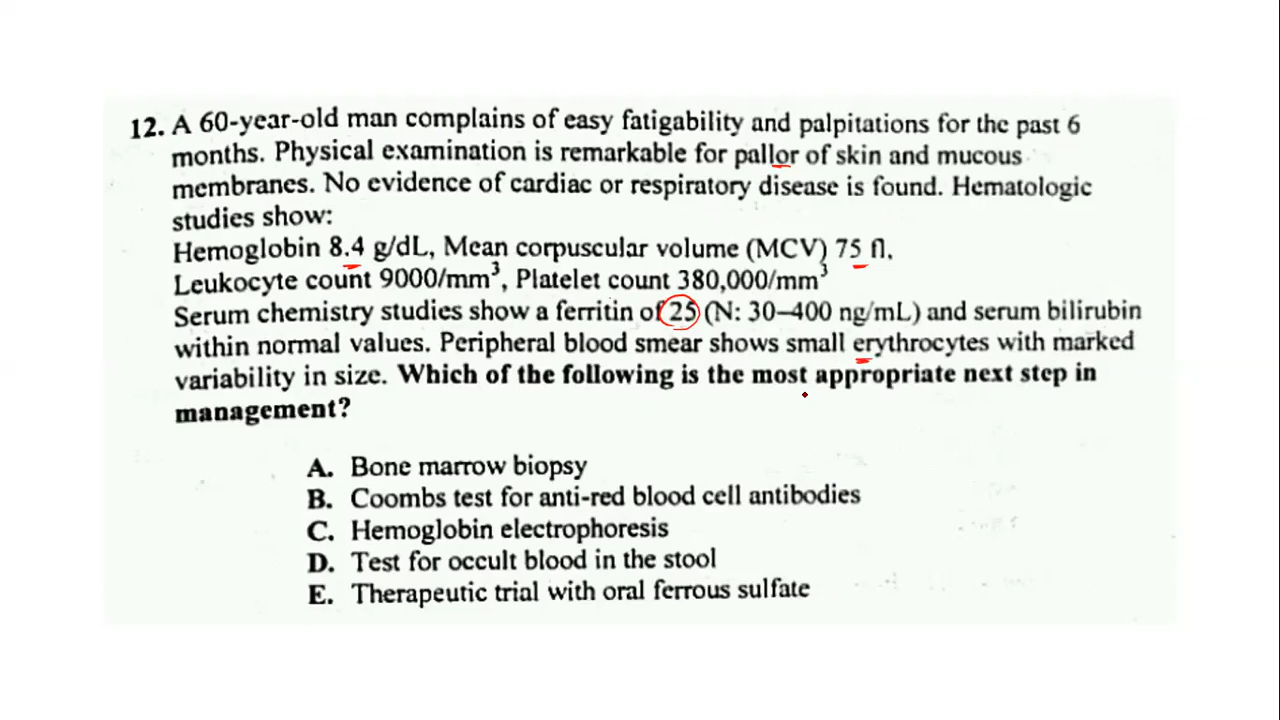 12. A 60-year-old man complains of easy fatigability and palpitations for the past 6
months. Physical examination is remarkable for pallor of skin and mucous
membranes. No evidence of cardiac or respiratory disease is found. Hematologic
studies show:
Hemoglobin 8.4 g/dL, Mean corpuscular volume (MCV) 75 fl.
Leukocyte count 9000/mm³, Platelet count 380,000/mm³
Serum chemistry studies show a ferritin of 25 (N: 30–400 ng/mL) and serum bilirubin
within normal values. Peripheral blood smear shows small erythrocytes with marked
variability in size. Which of the following is the most appropriate next step in
management?
A. Bone marrow biopsy
B. Coombs test for anti-red blood cell antibodies
C. Hemoglobin electrophoresis
D. Test for occult blood in the stool
E. Therapeutic trial with oral ferrous sulfate